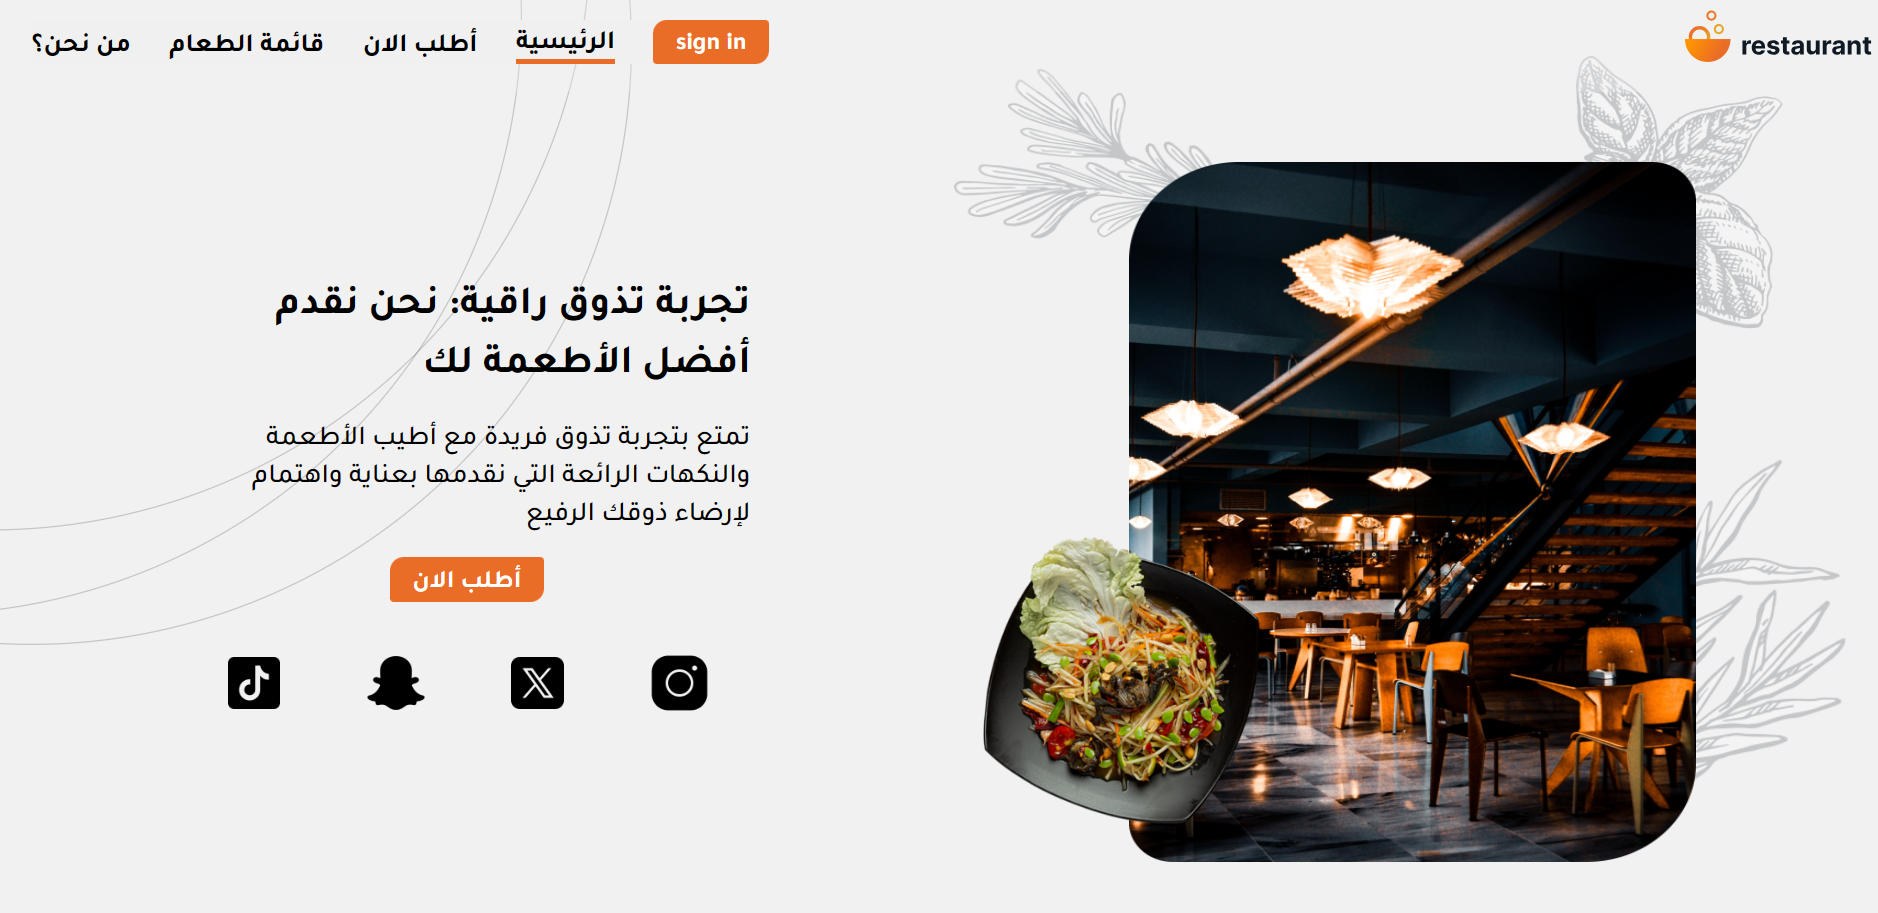 restaurant
sign in
الرئيسية
أطلب الان
قائمة الطعام
من نحن؟
تجربة تذوق راقية: نحن نقدم
أفضل الأطعمة لك
تمتع بتجربة تذوق فريدة مع أطيب الأطعمة
والنكهات الرائعة التي نقدمها بعناية واهتمام
لإرضاء ذوقك الرفيع
أطلب الان